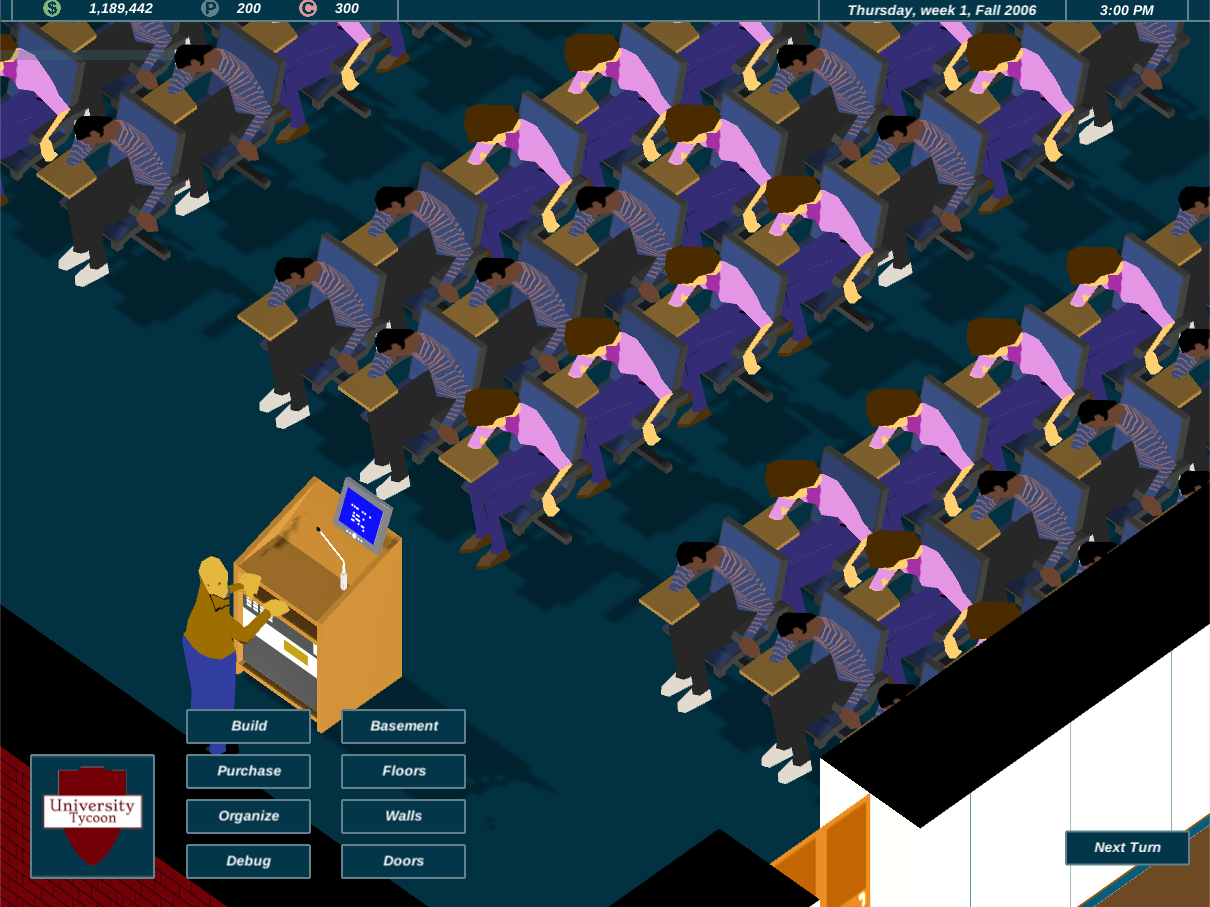 $ 1,189,442 P 200 C 300 Thursday, week 1, Fall 2006 3:00 PM
Build Basement
Purchase Floors
Organize Walls
Debug Doors
University
Tycoon
Next Turn